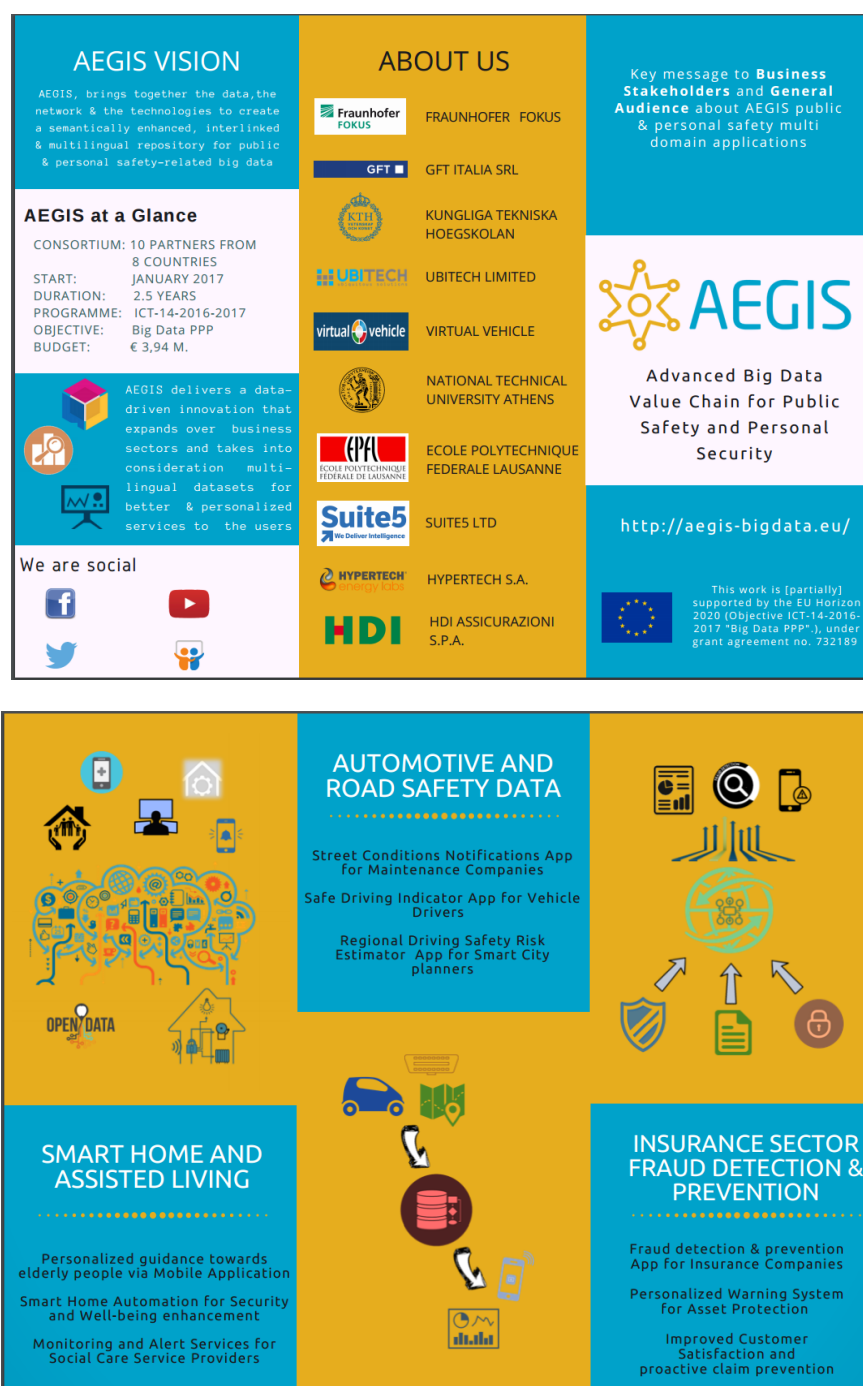 AEGIS VISION
AEGIS, brings together the data,the
network & the technologies to create
a semantically enhanced, interlinked
& multilingual repository for public
& personal safety-related big data
AEGIS at a Glance
CONSORTIUM: 10 PARTNERS FROM
8 COUNTRIES
START: JANUARY 2017
DURATION: 2.5 YEARS
PROGRAMME: ICT-14-2016-2017
OBJECTIVE: Big Data PPP
BUDGET: € 3,94 M.
AEGIS delivers a data-
driven innovation that
expands over business
sectors and takes into
consideration multi-
lingual datasets for
better & personalized
services to the users
We are social
ABOUT US
Fraunhofer
FOKUS
FRAUNHOFER FOKUS
GFT
GFT ITALIA SRL
KTH
KUNGLIGA TEKNISKA
HOEGSKOLAN
UBITECH
UBITECH LIMITED
virtual vehicle
VIRTUAL VEHICLE
NATIONAL TECHNICAL
UNIVERSITY ATHENS
EPFL
ÉCOLE POLYTECHNIQUE
FÉDÉRALE DE LAUSANNE
ECOLE POLYTECHNIQUE
FEDERALE LAUSANNE
Suite5
We Deliver Intelligence
SUITE5 LTD
HYPERTECH
energy labs
HYPERTECH S.A.
HDI
HDI ASSICURAZIONI
S.P.A.
Key message to Business
Stakeholders and General
Audience about AEGIS public
& personal safety multi
domain applications
AEGIS
Advanced Big Data
Value Chain for Public
Safety and Personal
Security
http://aegis-bigdata.eu/
This work is [partially]
supported by the EU Horizon
2020 (Objective ICT-14-2016-
2017 "Big Data PPP".), under
grant agreement no. 732189
OPEN DATA
SMART HOME AND
ASSISTED LIVING
Personalized guidance towards
elderly people via Mobile Application
Smart Home Automation for Security
and Well-being enhancement
Monitoring and Alert Services for
Social Care Service Providers
AUTOMOTIVE AND
ROAD SAFETY DATA
Street Conditions Notifications App
for Maintenance Companies
Safe Driving Indicator App for Vehicle
Drivers
Regional Driving Safety Risk
Estimator App for Smart City
planners
INSURANCE SECTOR
FRAUD DETECTION &
PREVENTION
Fraud detection & prevention
App for Insurance Companies
Personalized Warning System
for Asset Protection
Improved Customer
Satisfaction and
proactive claim prevention